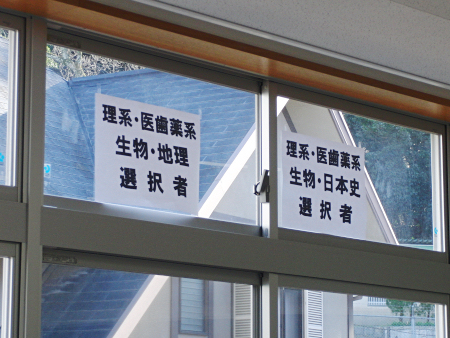 理系・医歯薬系
生物・地理
選択者
理系・医歯薬系
生物・日本史
選択者